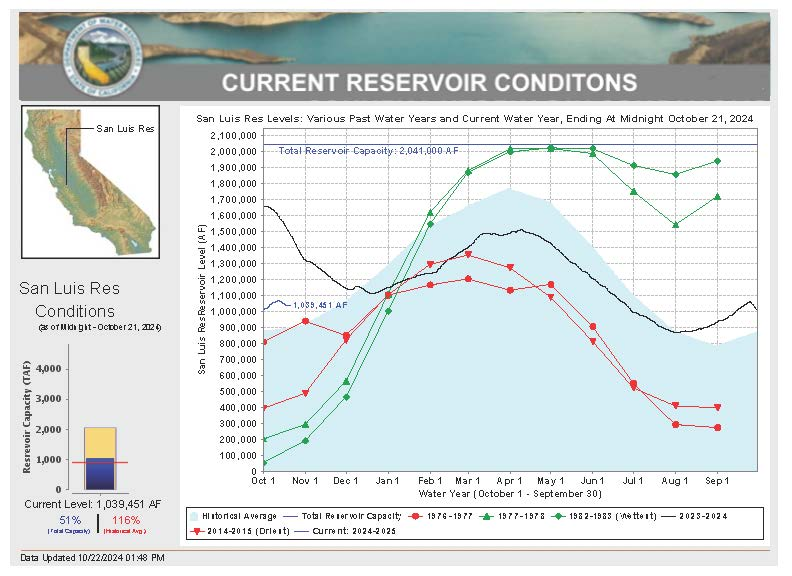 DEPARTMENT OF WATER RESOURCES
STATE OF CALIFORNIA
CURRENT RESERVOIR CONDITONS
San Luis Res
San Luis Res Levels: Various Past Water Years and Current Water Year, Ending At Midnight October 21, 2024
San Luis ResReservoir Level (AF)
2,100,000
2,000,000
1,900,000
1,800,000
1,700,000
1,600,000
1,500,000
1,400,000
1,300,000
1,200,000
1,100,000
1,000,000
900,000
800,000
700,000
600,000
500,000
400,000
300,000
200,000
100,000
0
Total Reservoir Capacity: 2,041,000 AF
1,039,451 AF
Oct 1 Nov 1 Dec 1 Jan 1 Feb 1 Mar 1 Apr 1 May 1 Jun 1 Jul 1 Aug 1 Sep 1
Water Year (October 1 - September 30)
Historical Average Total Reservoir Capacity 1976-1977 1977-1978 1982-1983 (Wettest) 2023-2024
2014-2015 (Driest) Current: 2024-2025
San Luis Res
Conditions
(as of Midnight - October 21, 2024)
Resrevoir Capacity (TAF)
4,000
3,000
2,000
1,000
0
Current Level: 1,039,451 AF
51% 116%
(Total Capacity) (Historical Avg.)
Data Updated 10/22/2024 01:48 PM